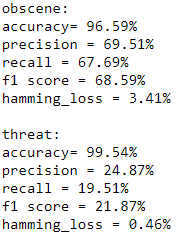 obscene:
accuracy= 96.59%
precision = 69.51%
recall = 67.69%
f1 score = 68.59%
hamming_loss = 3.41%

threat:
accuracy= 99.54%
precision = 24.87%
recall = 19.51%
f1 score = 21.87%
hamming_loss = 0.46%